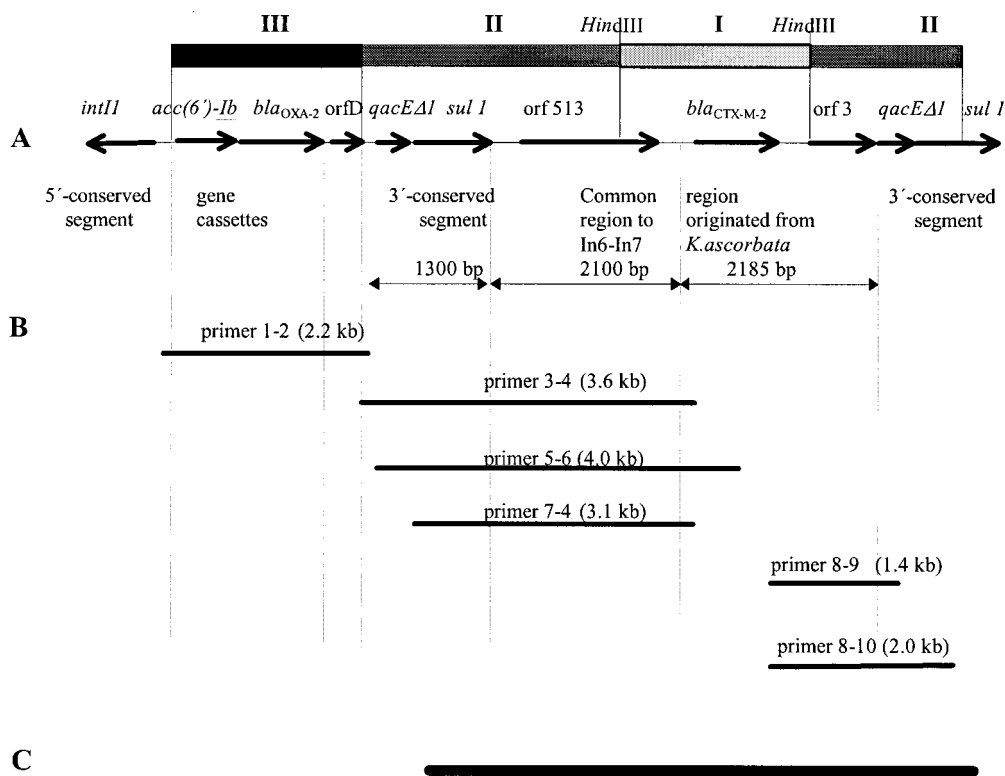 III II HindIII I HindIII II
intI1 acc(6´)-Ib bla OXA-2 orfD qacEΔ1 sul 1 orf 513 bla CTX-M-2 orf 3 qacEΔ1 sul 1
A
5´-conserved segment
gene cassettes
3´-conserved segment
Common region to In6-In7
region originated from K.ascorbata
3´-conserved segment
1300 bp 2100 bp 2185 bp
B
primer 1-2 (2.2 kb)
primer 3-4 (3.6 kb)
primer 5-6 (4.0 kb)
primer 7-4 (3.1 kb)
primer 8-9 (1.4 kb)
primer 8-10 (2.0 kb)
C